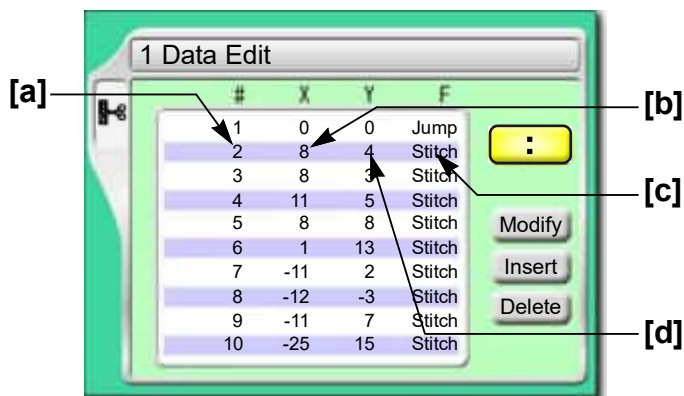 1 Data Edit
[a]
# X Y F
[b]
1 0 0 Jump
:
2 8 4 Stitch
3 8 3 Stitch
[c]
4 11 5 Stitch
5 8 8 Stitch
Modify
6 1 13 Stitch
7 -11 2 Stitch
Insert
8 -12 -3 Stitch
Delete
9 -11 7 Stitch
[d]
10 -25 15 Stitch